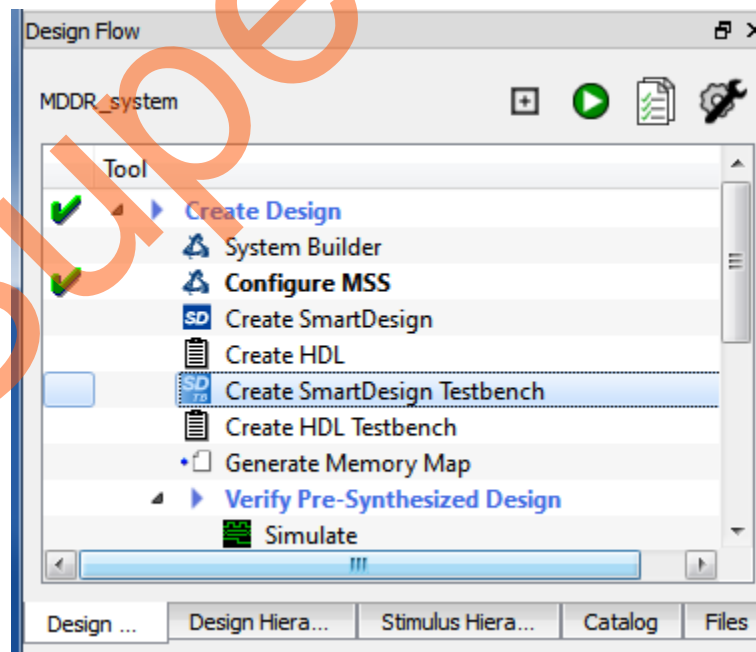 Design Flow
MDDR_system
Tool
Create Design
System Builder
Configure MSS
SD Create SmartDesign
Create HDL
SD TB Create SmartDesign Testbench
Create HDL Testbench
Generate Memory Map
Verify Pre-Synthesized Design
Simulate
Design ... Design Hiera... Stimulus Hiera... Catalog Files